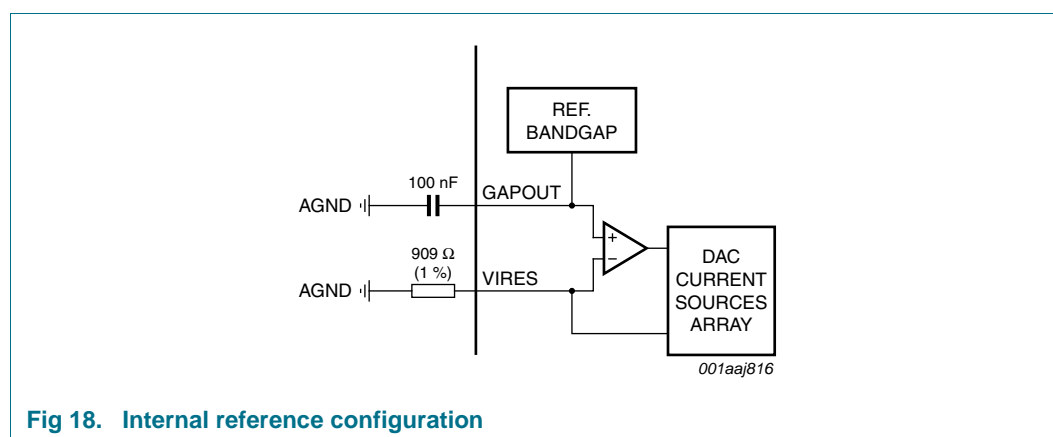 REF.
BANDGAP
100 nF
GAPOUT
AGND
+
909 Ω
(1 %)
−
DAC
CURRENT
SOURCES
ARRAY
VIRES
AGND
001aaj816
Fig 18. Internal reference configuration